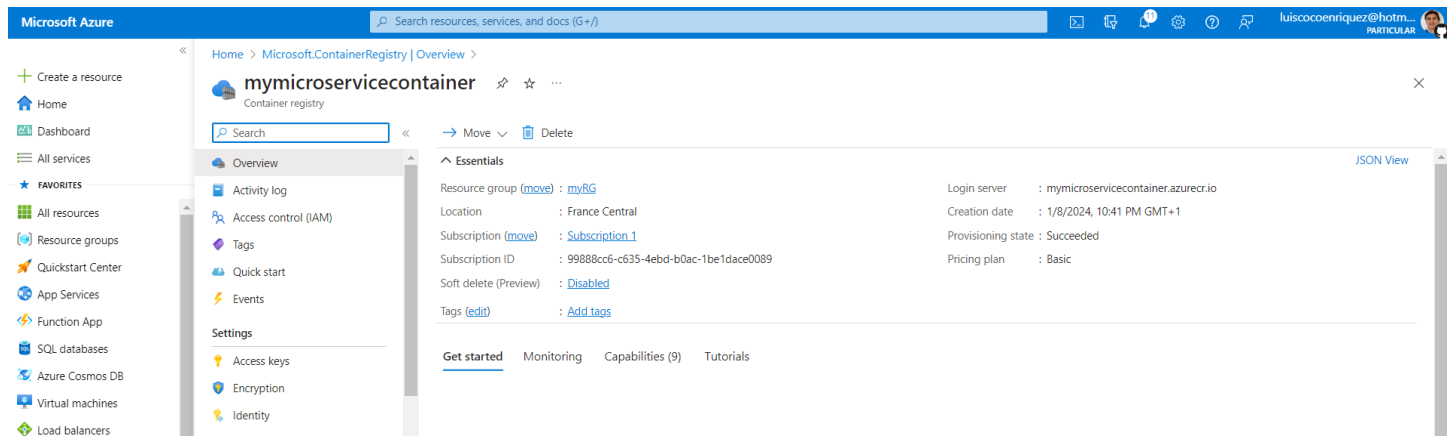 Microsoft Azure
Search resources, services, and docs (G+/)
11
luiscocoenriquez@hotm...
PARTICULAR
Create a resource
Home
Dashboard
All services
FAVORITES
All resources
Resource groups
Quickstart Center
App Services
Function App
SQL databases
Azure Cosmos DB
Virtual machines
Load balancers
Home > Microsoft.ContainerRegistry | Overview >
mymicroservicecontainer
Container registry
Search
Overview
Activity log
Access control (IAM)
Tags
Quick start
Events
Settings
Access keys
Encryption
Identity
Move Delete
Essentials JSON View
Resource group (move) : myRG
Location : France Central
Subscription (move) : Subscription 1
Subscription ID : 99888cc6-c635-4ebd-b0ac-1be1dace0089
Soft delete (Preview) : Disabled
Tags (edit) : Add tags
Login server : mymicroservicecontainer.azurecr.io
Creation date : 1/8/2024, 10:41 PM GMT+1
Provisioning state : Succeeded
Pricing plan : Basic
Get started Monitoring Capabilities (9) Tutorials